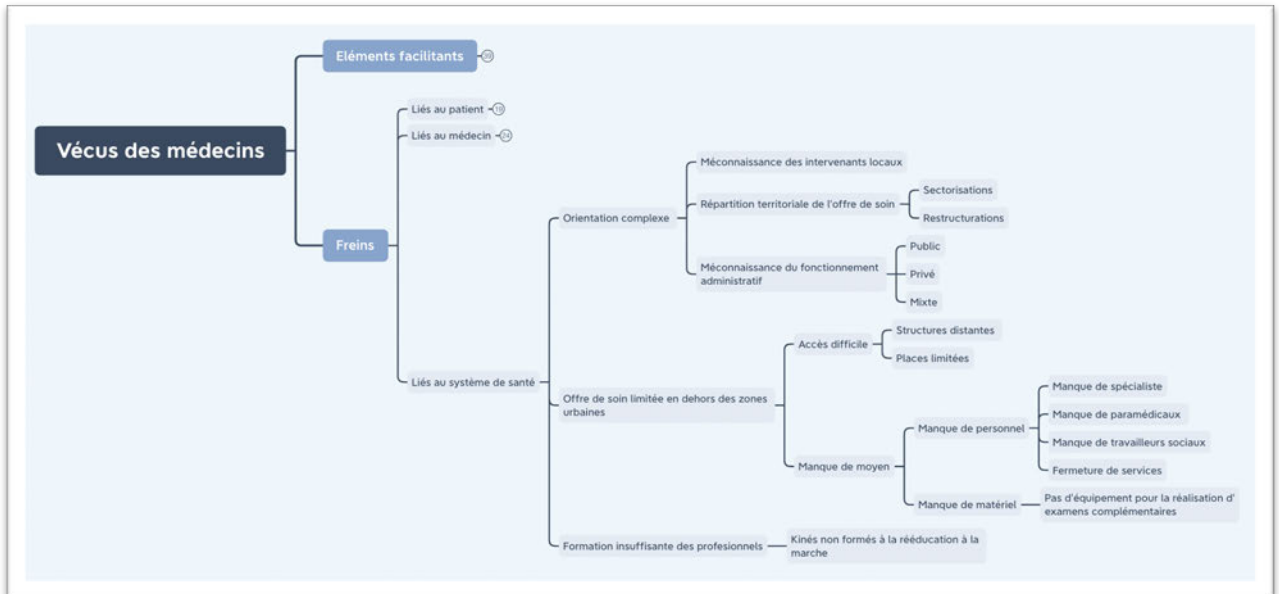 Vécus des médecins
Eléments facilitants
Freins
Liés au patient
Liés au médecin
24
Liés au système de santé
Orientation complexe
Méconnaissance des intervenants locaux
Répartition territoriale de l'offre de soin
Sectorisations
Restructurations
Méconnaissance du fonctionnement
administratif
Public
Privé
Mixte
Offre de soin limitée en dehors des zones
urbaines
Accès difficile
Structures distantes
Places limitées
Manque de moyen
Manque de personnel
Manque de spécialiste
Manque de paramédicaux
Manque de travailleurs sociaux
Fermeture de services
Manque de matériel
Pas d'équipement pour la réalisation d'
examens complémentaires
Formation insuffisante des profesionnels
Kinés non formés à la rééducation à la
marche